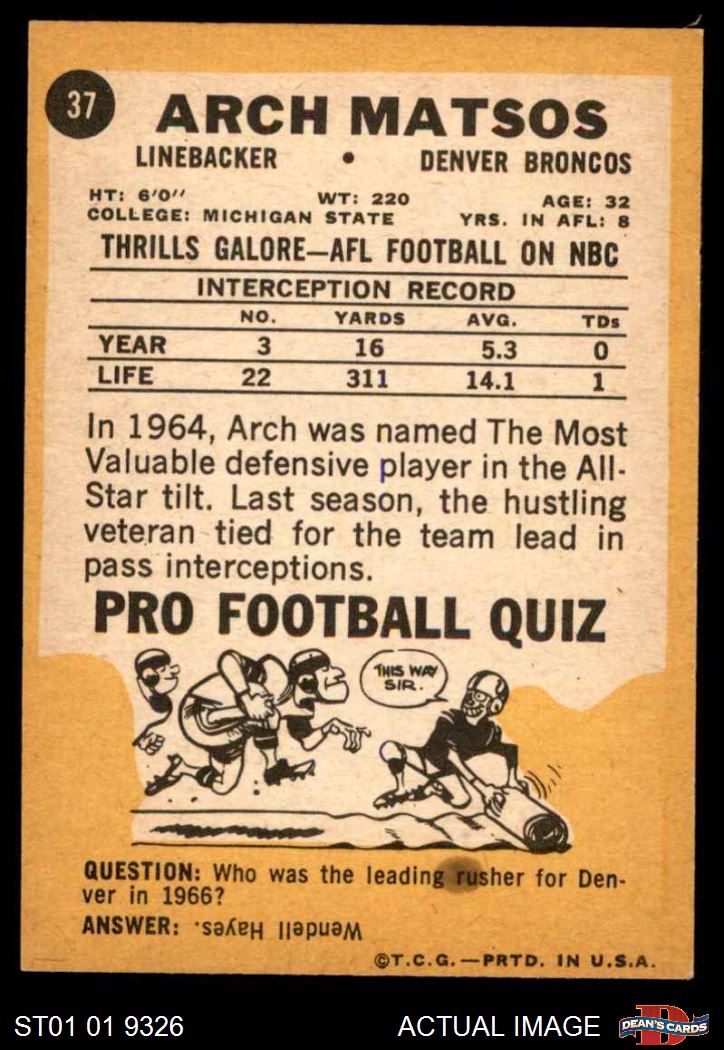 37
ARCH MATSOS
LINEBACKER • DENVER BRONCOS
HT: 6'0'' WT: 220 AGE: 32
COLLEGE: MICHIGAN STATE YRS. IN AFL: 8
THRILLS GALORE—AFL FOOTBALL ON NBC
INTERCEPTION RECORD
NO. YARDS AVG. TDs
YEAR 3 16 5.3 0
LIFE 22 311 14.1 1
In 1964, Arch was named The Most
Valuable defensive player in the All-
Star tilt. Last season, the hustling
veteran tied for the team lead in
pass interceptions.
PRO FOOTBALL QUIZ
THIS WAY
SIR.
QUESTION: Who was the leading rusher for Den-
ver in 1966?
ANSWER: Wendell Hayes.
©T.C.G.—PRTD. IN U.S.A.
ST01 01 9326 ACTUAL IMAGE
D
DEAN'S CARDS